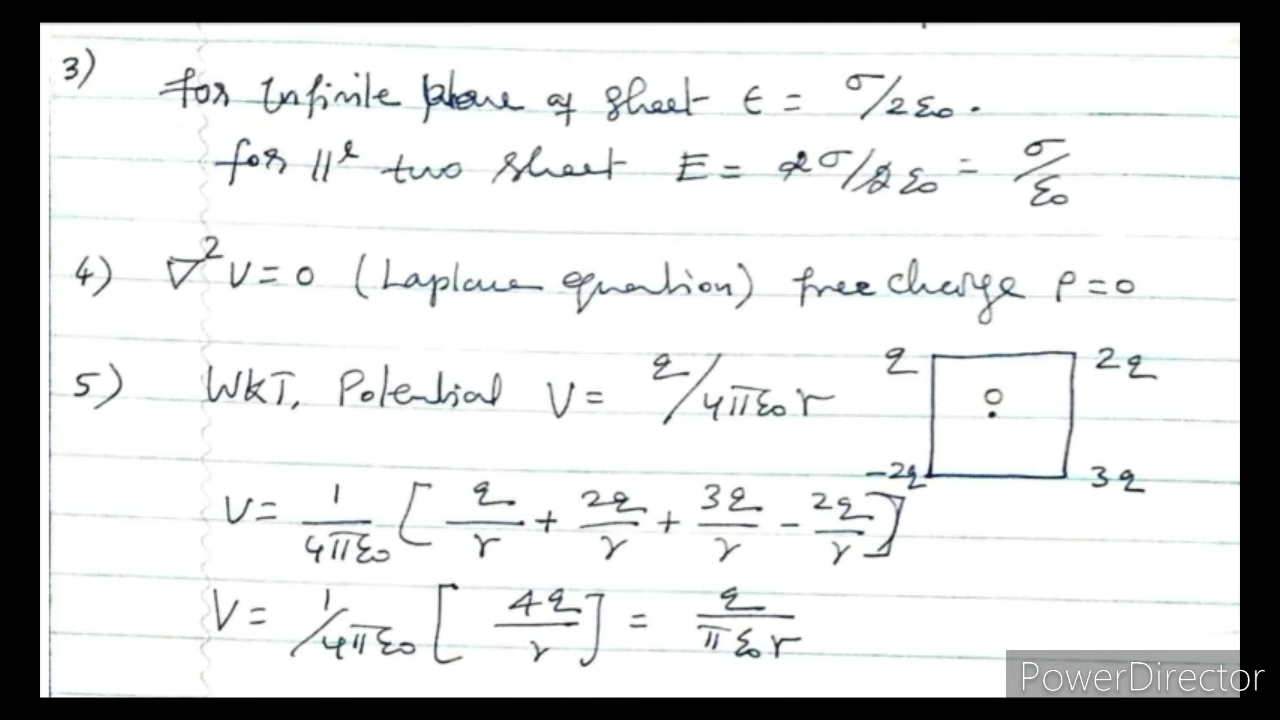 3) for Infinite plane of sheet E = σ/2ε₀.
for ||ˡ two sheet E = 2σ/2ε₀ = σ/ε₀
4) ∇²V = 0 (Laplace equation) free charge ρ = 0
5) WKT, Potential V = q/4πε₀r
q 2q
O
-2q 3q
V = 1/4πε₀ [ q/r + 2q/r + 3q/r - 2q/r ]
V = 1/4πε₀ [ 4q/r ] = q/πε₀r
PowerDirector